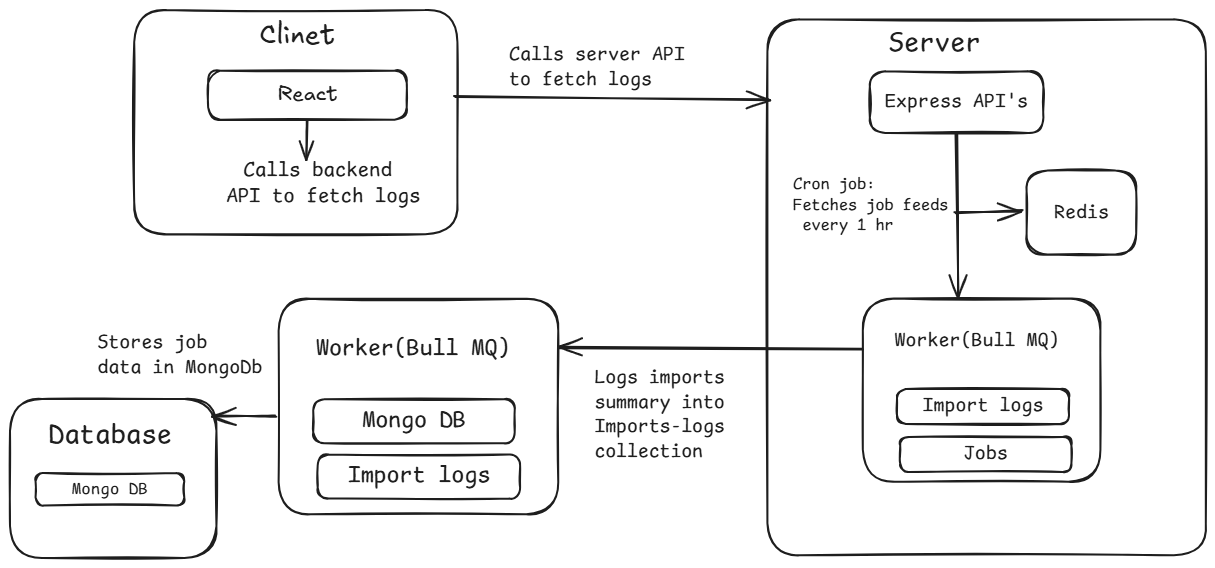 Clinet
React
Calls backend
API to fetch logs
Calls server API
to fetch logs
Server
Express API's
Cron job:
Fetches job feeds
every 1 hr
Redis
Worker(Bull MQ)
Import logs
Jobs
Logs imports
summary into
Imports-logs
collection
Worker(Bull MQ)
Mongo DB
Import logs
Stores job
data in MongoDb
Database
Mongo DB